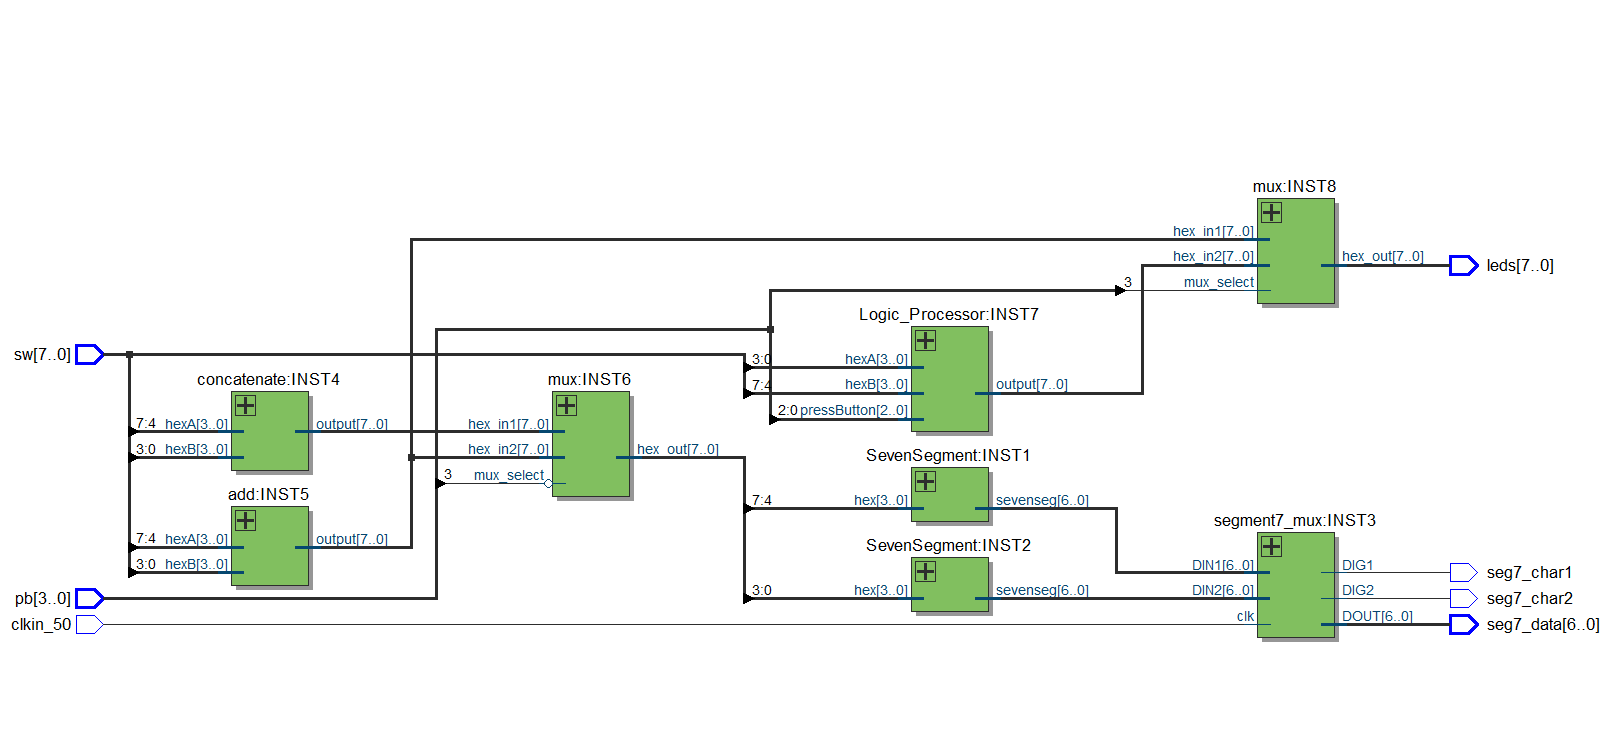 mux:INST8
hex_in1[7..0]
hex_in2[7..0]
hex_out[7..0]
leds[7..0]
3
mux_select
Logic_Processor:INST7
sw[7..0]
3:0
hexA[3..0]
7:4
hexB[3..0]
output[7..0]
2:0
pressButton[2..0]
concatenate:INST4
7:4
hexA[3..0]
output[7..0]
3:0
hexB[3..0]
mux:INST6
hex_in1[7..0]
hex_in2[7..0]
hex_out[7..0]
3
mux_select
SevenSegment:INST1
7:4
hex[3..0]
sevenseg[6..0]
add:INST5
7:4
hexA[3..0]
output[7..0]
3:0
hexB[3..0]
SevenSegment:INST2
3:0
hex[3..0]
sevenseg[6..0]
segment7_mux:INST3
DIN1[6..0]
DIG1
seg7_char1
DIN2[6..0]
DIG2
seg7_char2
clk
DOUT[6..0]
seg7_data[6..0]
pb[3..0]
clkin_50